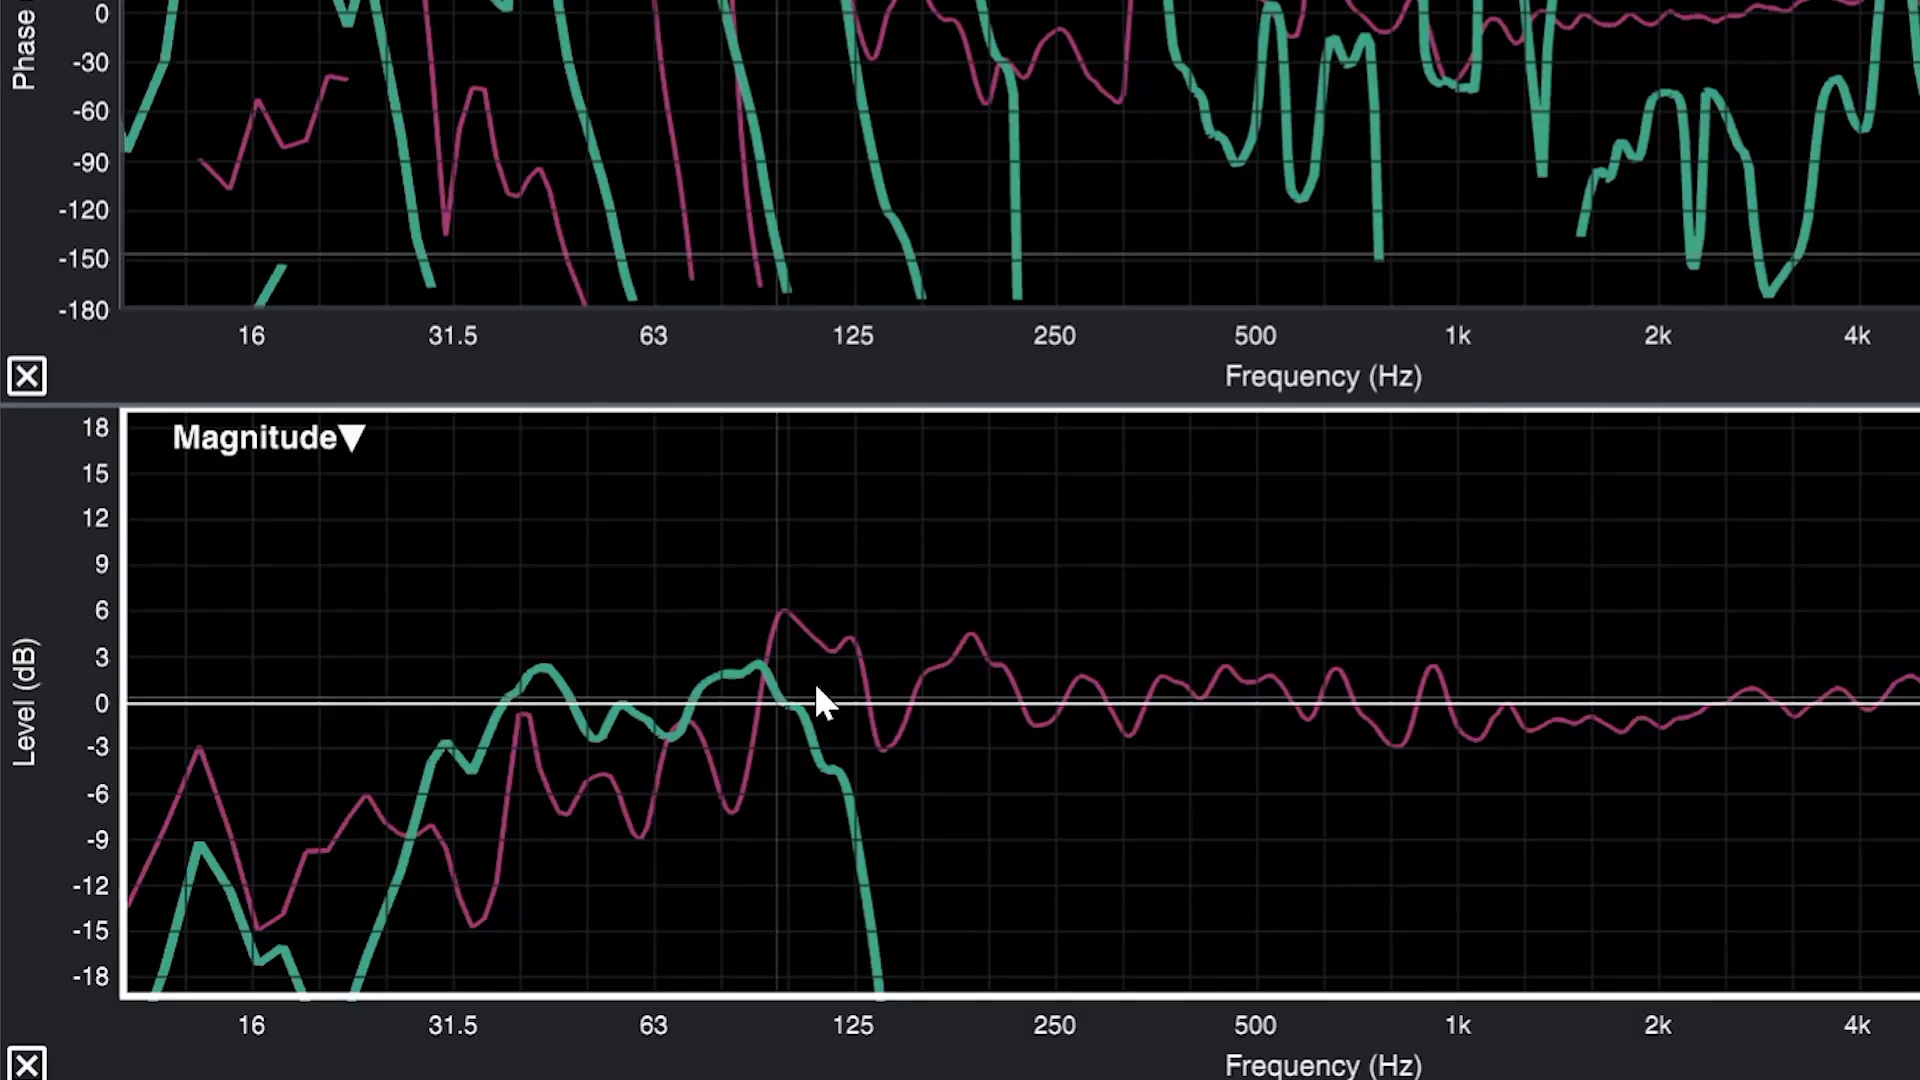 Phase
0
-30
-60
-90
-120
-150
-180
16 31.5 63 125 250 500 1k 2k 4k
Frequency (Hz)
Magnitude▼
Level (dB)
18
15
12
9
6
3
0
-3
-6
-9
-12
-15
-18
16 31.5 63 125 250 500 1k 2k 4k
Frequency (Hz)